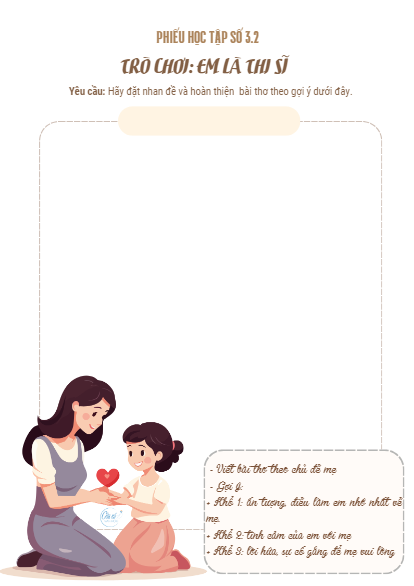 PHIẾU HỌC TẬP SỐ 3.2
TRÒ CHƠI: EM LÀ THI SĨ
Yêu cầu: Hãy đặt nhan đề và hoàn thiện bài thơ theo gợi ý dưới đây.
- Viết bài thơ theo chủ đề mẹ
- Gợi ý:
+ Khổ 1: ấn tượng, điều làm em nhớ nhất về
mẹ.
+ Khổ 2: tình cảm của em với mẹ
+ Khổ 3: lời hứa, sự cố gắng để mẹ vui lòng